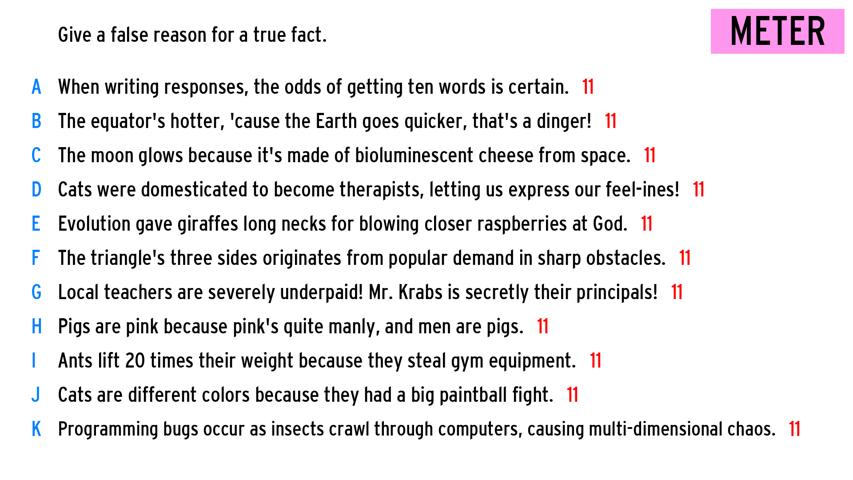 Give a false reason for a true fact.
METER
A When writing responses, the odds of getting ten words is certain. 11
B The equator's hotter, 'cause the Earth goes quicker, that's a dinger! 11
C The moon glows because it's made of bioluminescent cheese from space. 11
D Cats were domesticated to become therapists, letting us express our feel-ines! 11
E Evolution gave giraffes long necks for blowing closer raspberries at God. 11
F The triangle's three sides originates from popular demand in sharp obstacles. 11
G Local teachers are severely underpaid! Mr. Krabs is secretly their principals! 11
H Pigs are pink because pink's quite manly, and men are pigs. 11
I Ants lift 20 times their weight because they steal gym equipment. 11
J Cats are different colors because they had a big paintball fight. 11
K Programming bugs occur as insects crawl through computers, causing multi-dimensional chaos. 11